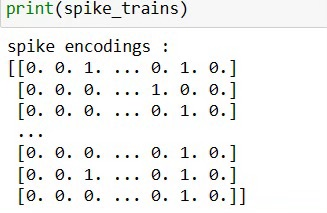 print(spike_trains)
spike encodings :
[[0. 0. 1. ... 0. 1. 0.]
 [0. 0. 0. ... 1. 0. 0.]
 [0. 0. 0. ... 0. 1. 0.]
 ...
 [0. 0. 0. ... 0. 1. 0.]
 [0. 0. 1. ... 0. 1. 0.]
 [0. 0. 0. ... 0. 1. 0.]]